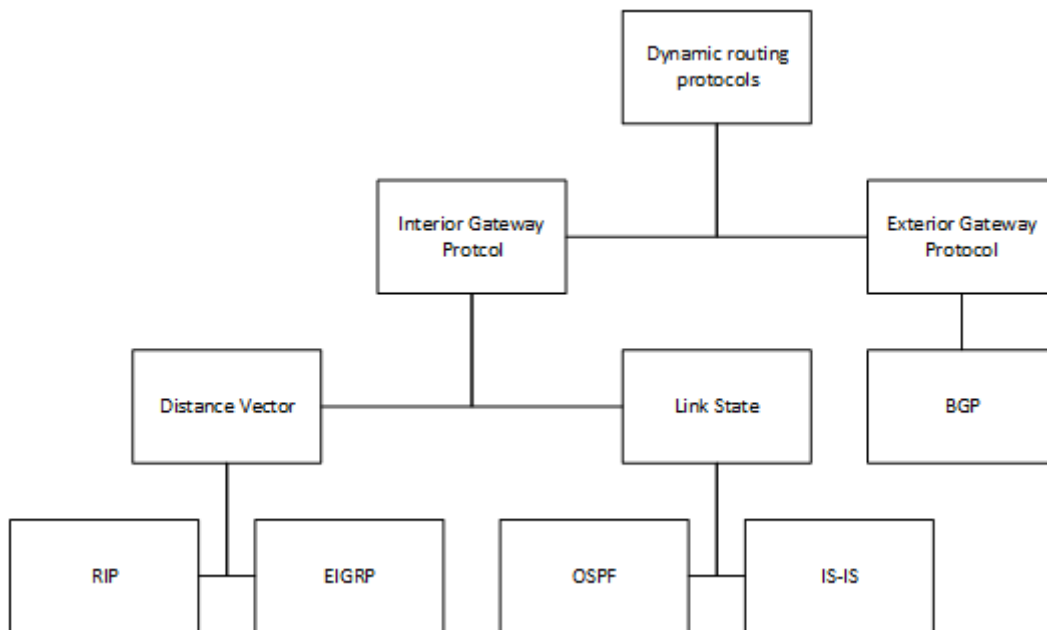 Dynamic routing
protocols
Interior Gateway
Protcol
Exterior Gateway
Protocol
Distance Vector
Link State
BGP
RIP
EIGRP
OSPF
IS-IS